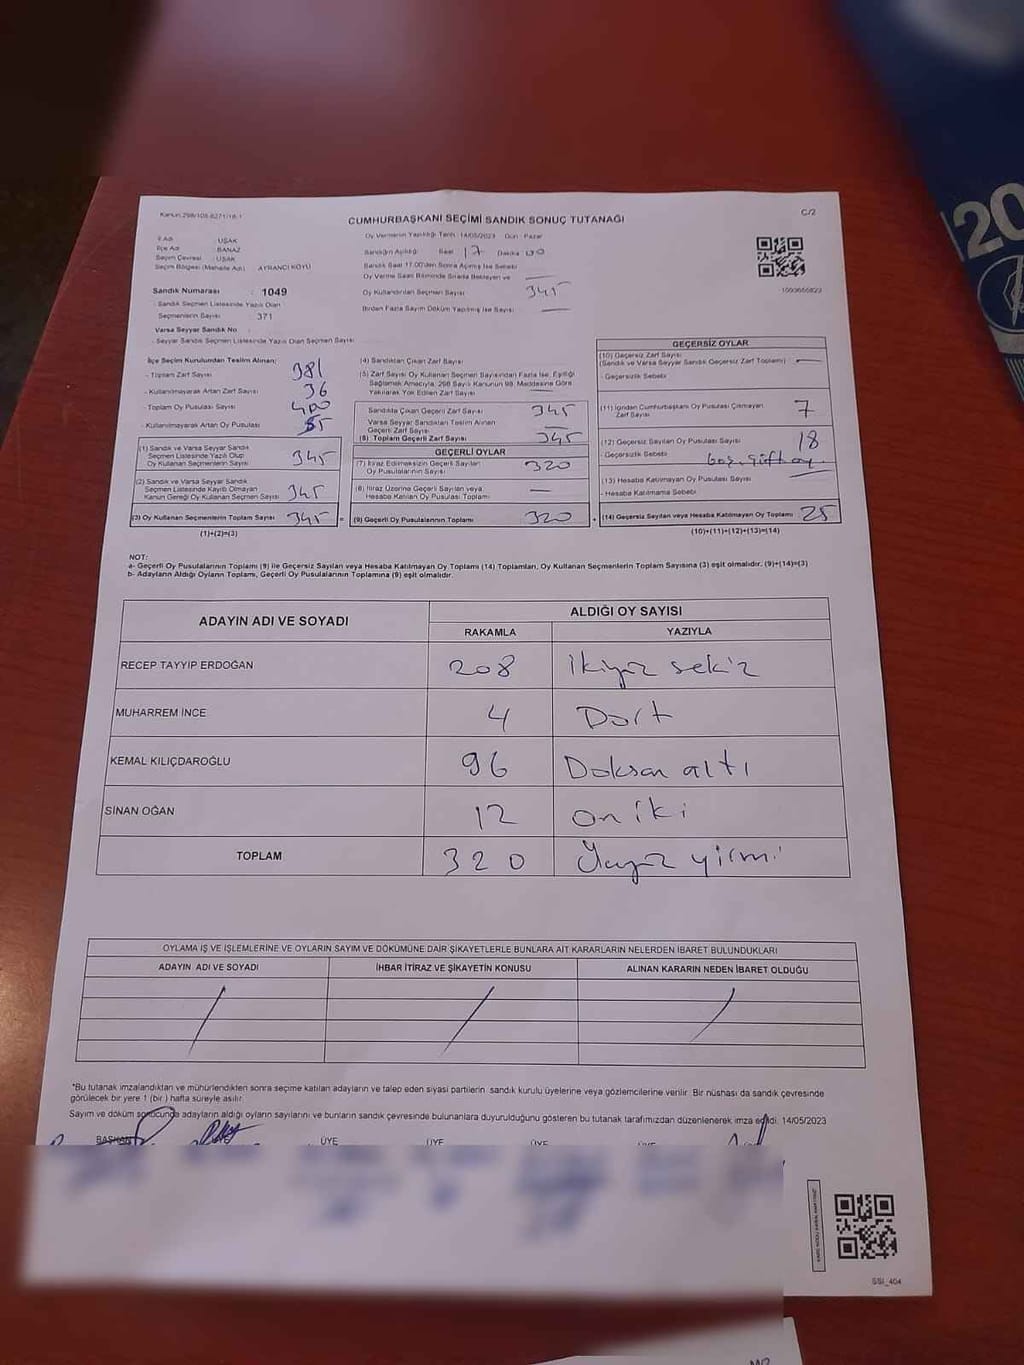 Kanun:298/105-6271/16-1
CUMHURBAŞKANI SEÇİMİ SANDIK SONUÇ TUTANAĞI
C/2
İl Adı : UŞAK
İlçe Adı : BANAZ
Seçim Çevresi : UŞAK
Seçim Bölgesi (Mahalle Adı) : AYRANCI KÖYÜ
Sandık Numarası : 1049
- Sandık Seçmen Listesinde Yazılı Olan
Seçmenlerin Sayısı : 371
Varsa Seyyar Sandık No :
- Seyyar Sandık Seçmen Listesinde Yazılı Olan Seçmen Sayısı :
Oy Vermenin Yapıldığı Tarih : 14/05/2023 Gün : Pazar
Sandığın Açıldığı: Saat 17 Dakika 00
Sandık Saat 17.00'den Sonra Açılmış İse Sebebi
Oy Verme Saati Bitiminde Sırada Bekleyen ve
Oy Kullandırılan Seçmen Sayısı 345
Birden Fazla Sayım Döküm Yapılmış İse Sayısı
1093655823
İlçe Seçim Kurulundan Teslim Alınan;
- Toplam Zarf Sayısı 381
- Kullanılmayarak Artan Zarf Sayısı 36
- Toplam Oy Pusulası Sayısı 400
- Kullanılmayarak Artan Oy Pusulası 55
(1) Sandık ve Varsa Seyyar Sandık
Seçmen Listesinde Yazılı Olup
Oy Kullanan Seçmenlerin Sayısı 345
(2) Sandık ve Varsa Seyyar Sandık
Seçmen Listesinde Kayıtlı Olmayan
Kanun Gereği Oy Kullanan Seçmen Sayısı 345
(3) Oy Kullanan Seçmenlerin Toplam Sayısı 345 =
(1)+(2)=(3)
(4) Sandıktan Çıkan Zarf Sayısı
(5) Zarf Sayısı Oy Kullanan Seçmen Sayısından Fazla İse, Eşitliği
Sağlamak Amacıyla, 298 Sayılı Kanunun 98. Maddesine Göre
Yakılarak Yok Edilen Zarf Sayısı
Sandıkta Çıkan Geçerli Zarf Sayısı 345
Varsa Seyyar Sandıktan Teslim Alınan
Geçerli Zarf Sayısı
(6) Toplam Geçerli Zarf Sayısı 345
GEÇERLİ OYLAR
(7) İtiraz Edilmeksizin Geçerli Sayılan
Oy Pusulalarının Sayısı 320
(8) İtiraz Üzerine Geçerli Sayılan veya
Hesaba Katılan Oy Pusulası Toplamı
(9) Geçerli Oy Pusulalarının Toplamı 320 +
GEÇERSİZ OYLAR
(10) Geçersiz Zarf Sayısı
(Sandık ve Varsa Seyyar Sandık Geçersiz Zarf Toplamı)
- Geçersizlik Sebebi
(11) İçinden Cumhurbaşkanı Oy Pusulası Çıkmayan
Zarf Sayısı 7
(12) Geçersiz Sayılan Oy Pusulası Sayısı 18
- Geçersizlik Sebebi boş. çift oy
(13) Hesaba Katılmayan Oy Pusulası Sayısı
- Hesaba Katılmama Sebebi
(14) Geçersiz Sayılan veya Hesaba Katılmayan Oy Toplamı 25
(10)+(11)+(12)+(13)=(14)
NOT:
a- Geçerli Oy Pusulalarının Toplamı (9) ile Geçersiz Sayılan veya Hesaba Katılmayan Oy Toplamı (14) Toplamları, Oy Kullanan Seçmenlerin Toplam Sayısına (3) eşit olmalıdır. (9)+(14)=(3)
b- Adayların Aldığı Oyların Toplamı, Geçerli Oy Pusulalarının Toplamına (9) eşit olmalıdır.
ADAYIN ADI VE SOYADI
ALDIĞI OY SAYISI
RAKAMLA YAZIYLA
RECEP TAYYİP ERDOĞAN 208 İkiyüz sekiz
MUHARREM İNCE 4 Dört
KEMAL KILIÇDAROĞLU 96 Doksan altı
SİNAN OĞAN 12 on iki
TOPLAM 320 Üçyüz yirmi
OYLAMA İŞ VE İŞLEMLERİNE VE OYLARIN SAYIM VE DÖKÜMÜNE DAİR ŞİKAYETLERLE BUNLARA AİT KARARLARIN NELERDEN İBARET BULUNDUKLARI
ADAYIN ADI VE SOYADI İHBAR İTİRAZ VE ŞİKAYETİN KONUSU ALINAN KARARIN NEDEN İBARET OLDUĞU
*Bu tutanak imzalandıktan ve mühürlendikten sonra seçime katılan adayların ve talep eden siyasi partilerin sandık kurulu üyelerine veya gözlemcilerine verilir. Bir nüshası da sandık çevresinde
görülecek bir yere 1 (bir) hafta süreyle asılır.
Sayım ve döküm sonucunda adayların aldığı oyların sayılarını ve bunların sandık çevresinde bulunanlara duyurulduğunu gösteren bu tutanak tarafımızdan düzenlenerek imza edildi. 14/05/2023
BAŞKAN ÜYE ÜYE ÜYE ÜYE
SSI_404
20